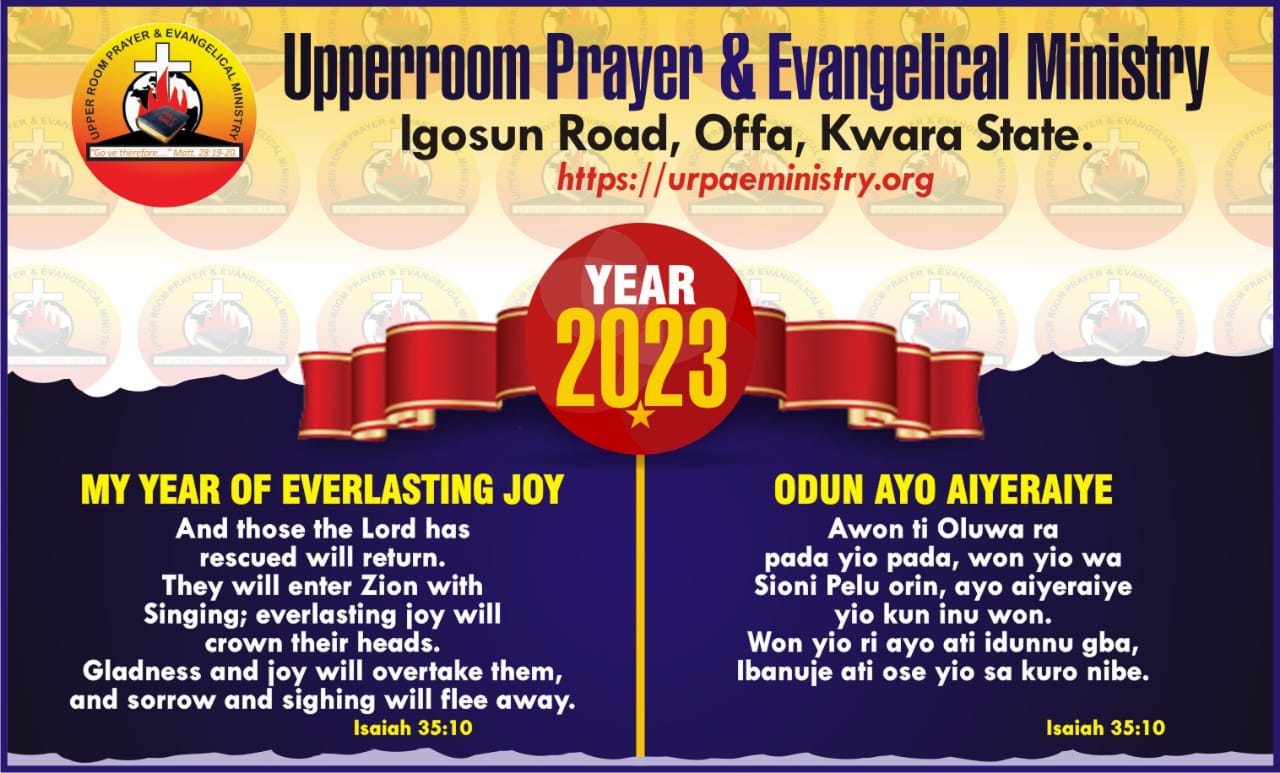 UPPER ROOM PRAYER & EVANGELICAL MINISTRY
"Go ye therefore...." Matt. 28:19-20.
Upperroom Prayer & Evangelical Ministry
Igosun Road, Offa, Kwara State.
https://urpaeministry.org
YEAR
2023
MY YEAR OF EVERLASTING JOY
And those the Lord has
rescued will return.
They will enter Zion with
Singing; everlasting joy will
crown their heads.
Gladness and joy will overtake them,
and sorrow and sighing will flee away.
Isaiah 35:10
ODUN AYO AIYERAIYE
Awon ti Oluwa ra
pada yio pada, won yio wa
Sioni Pelu orin, ayo aiyeraiye
yio kun inu won.
Won yio ri ayo ati idunnu gba,
Ibanuje ati ose yio sa kuro nibe.
Isaiah 35:10